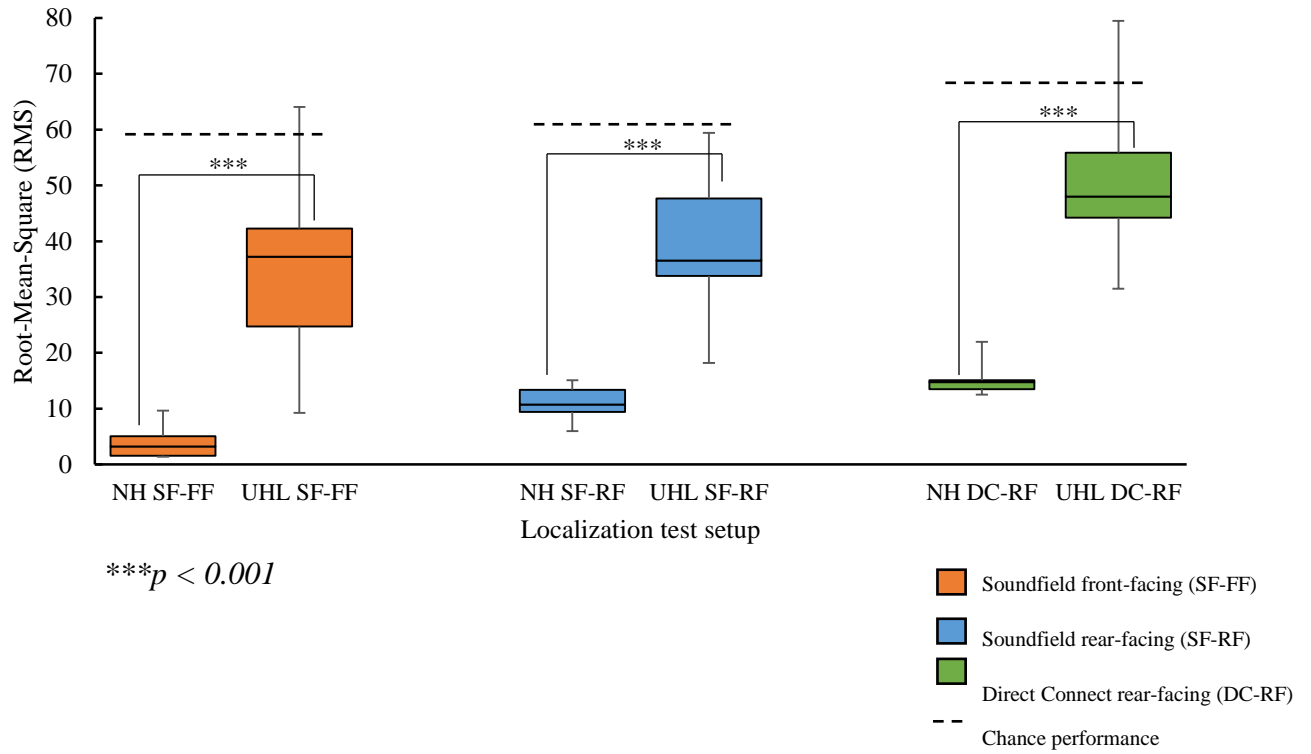 80
70
60
50
40
30
20
10
0
Root-Mean-Square (RMS)
***
***
***
NH SF-FF
UHL SF-FF
NH SF-RF
UHL SF-RF
NH DC-RF
UHL DC-RF
Localization test setup
***p < 0.001
Soundfield front-facing (SF-FF)
Soundfield rear-facing (SF-RF)
Direct Connect rear-facing (DC-RF)
Chance performance